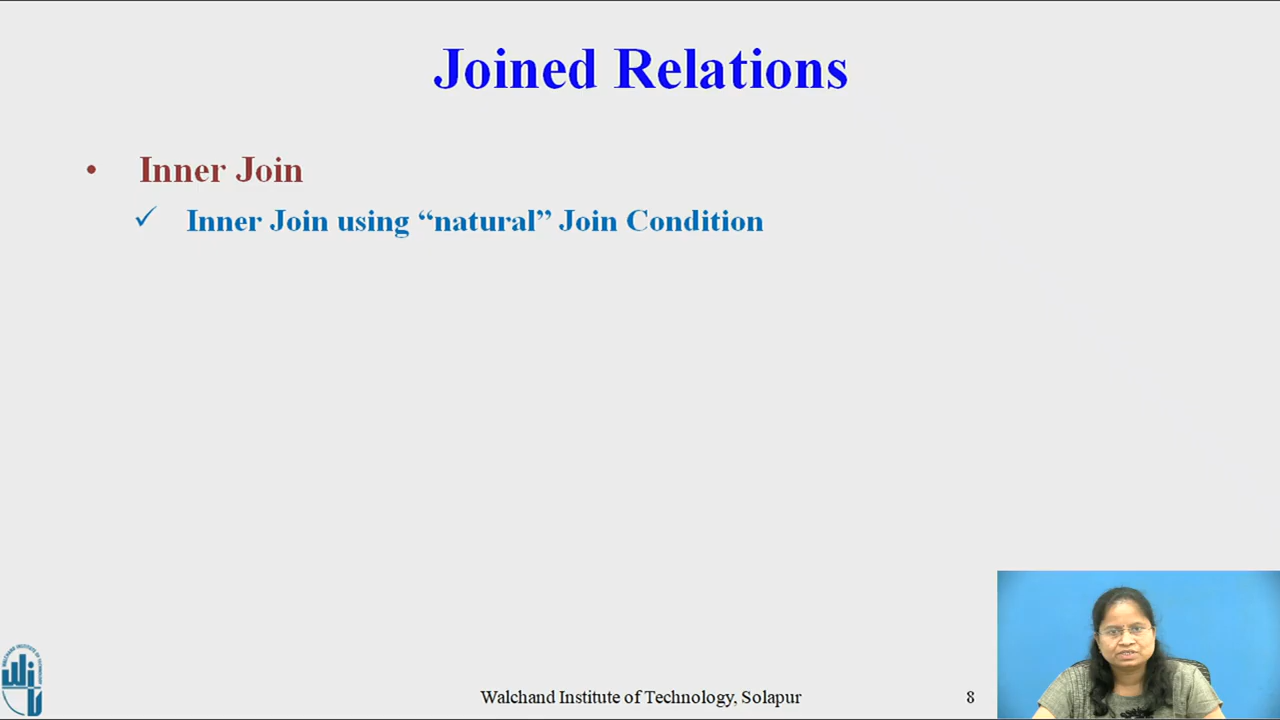 Joined Relations
• Inner Join
✓ Inner Join using “natural” Join Condition
Walchand Institute of Technology, Solapur
8